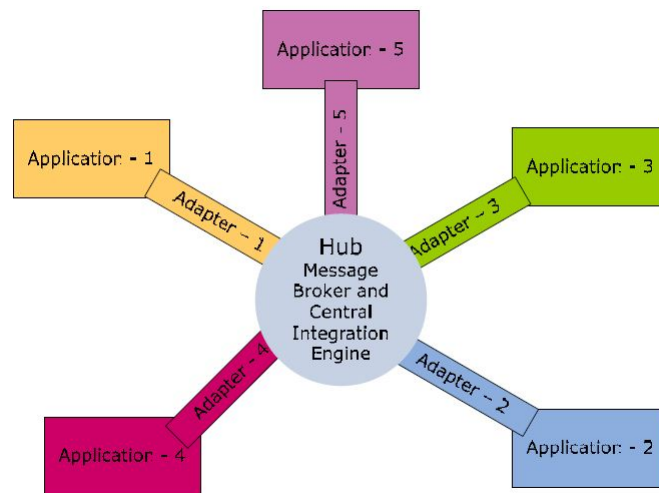 Application - 5
Adapter - 5
Application - 1
Adapter - 1
Application - 3
Adapter - 3
Hub
Message
Broker and
Central
Integration
Engine
Adapter - 4
Application - 4
Adapter - 2
Application - 2